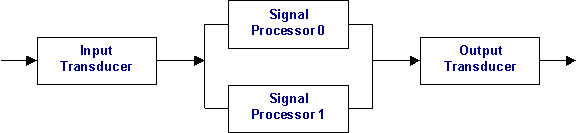 Input
Transducer
Signal
Processor 0
Signal
Processor 1
Output
Transducer